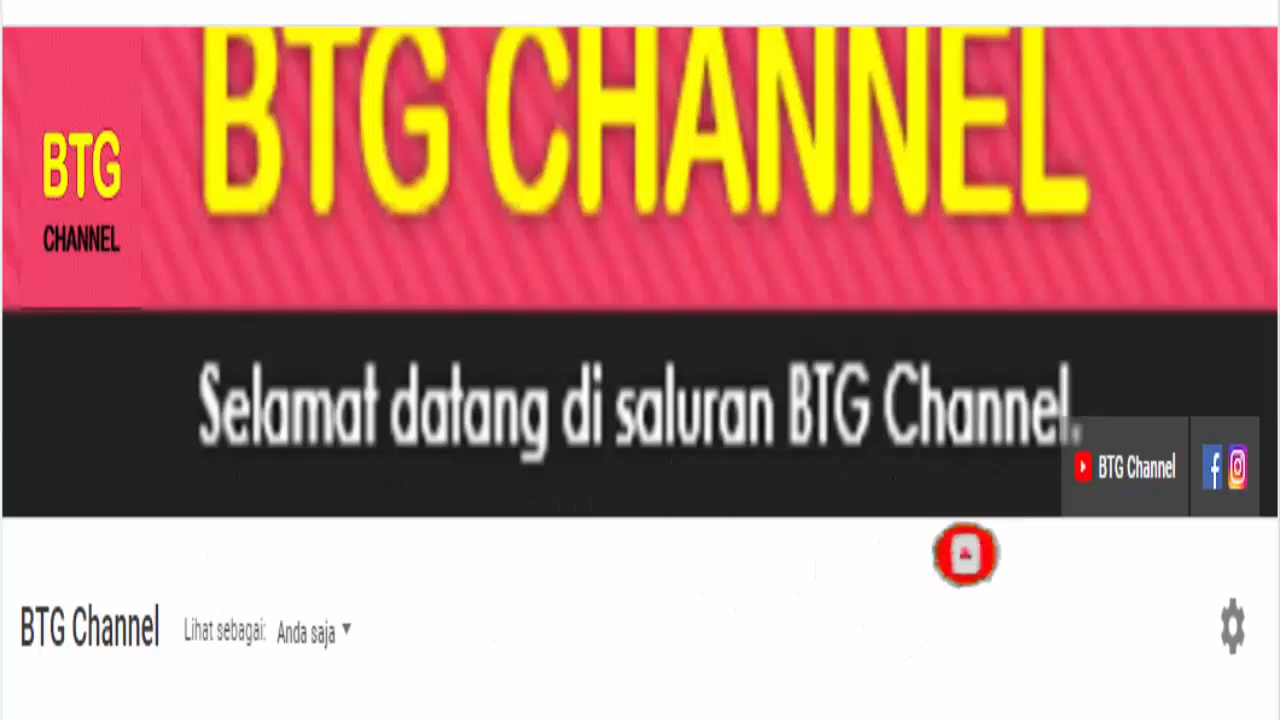 BTG CHANNEL
BTG
CHANNEL
Selamat datang di saluran BTG Channel.
BTG Channel
BTG Channel
Lihat sebagai: Anda saja